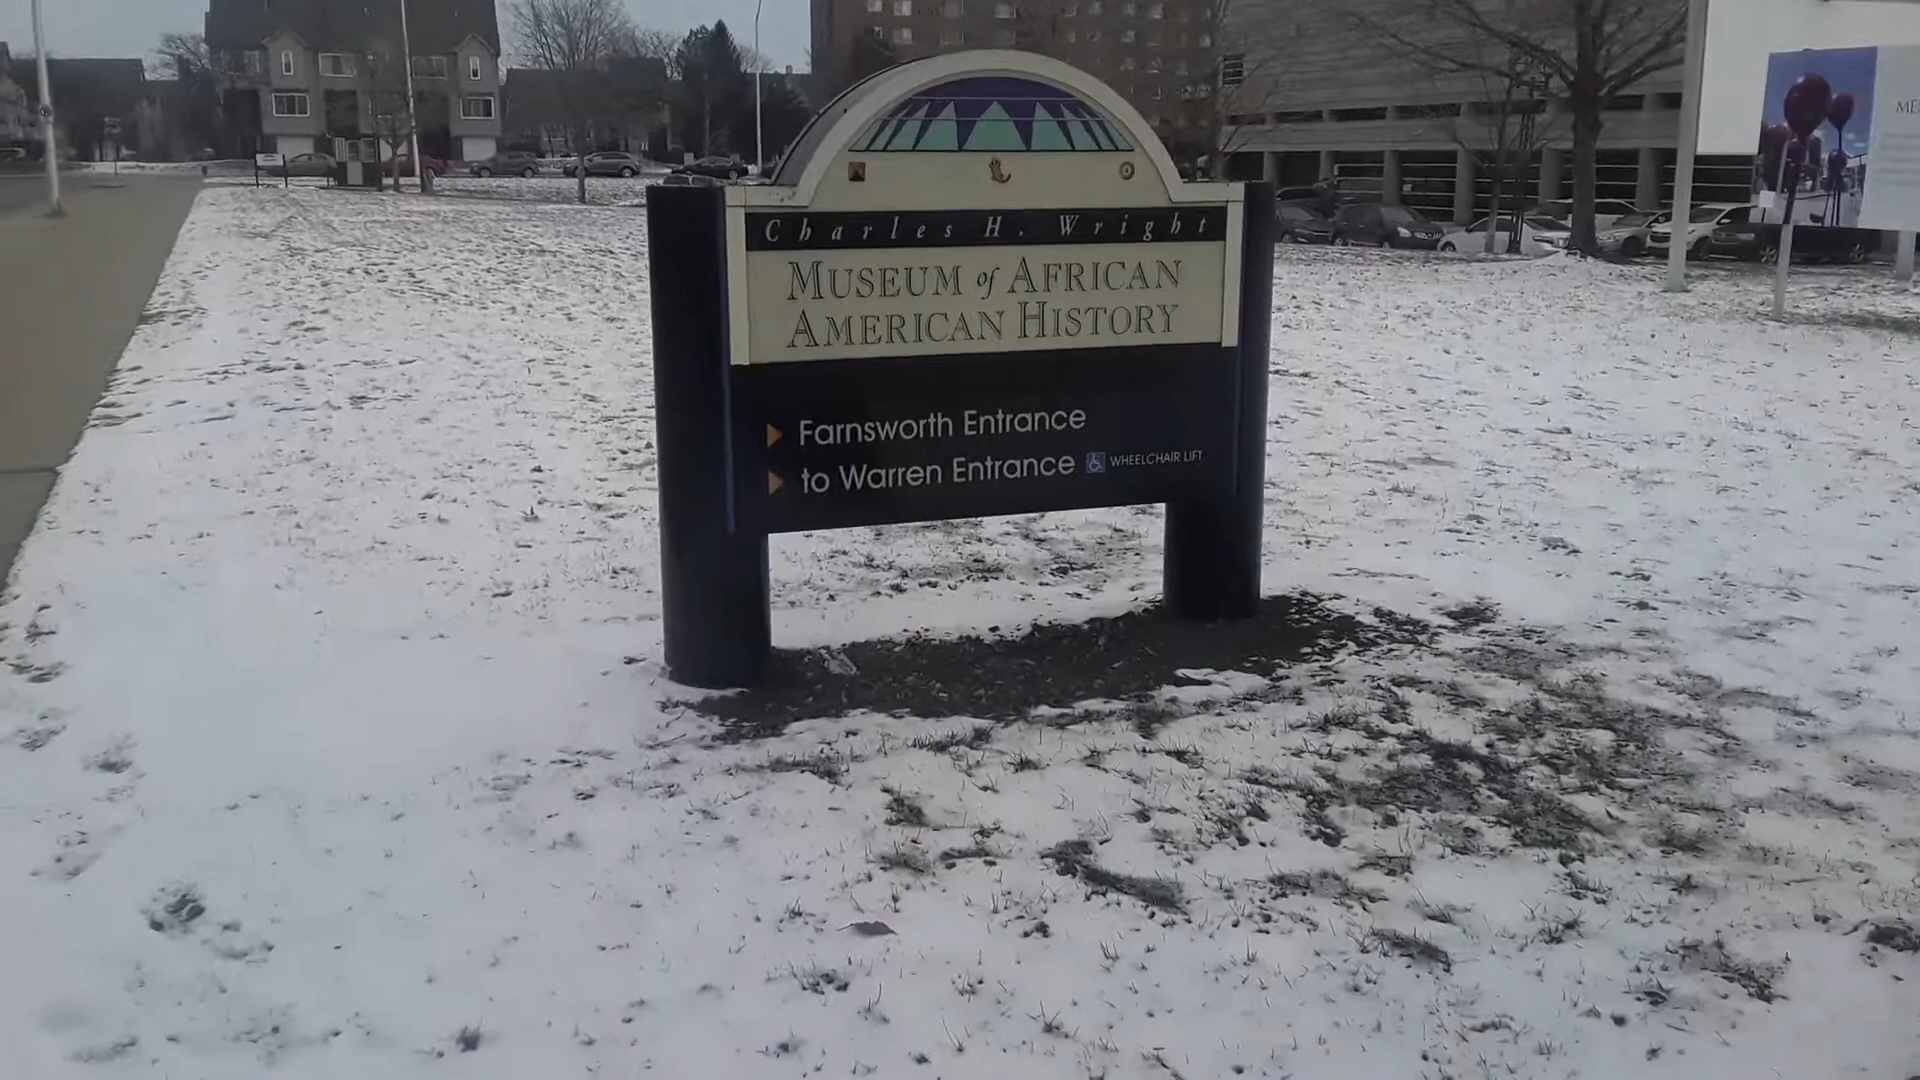 Charles H. Wright
MUSEUM of AFRICAN
AMERICAN HISTORY
Farnsworth Entrance
to Warren Entrance WHEELCHAIR LIFT